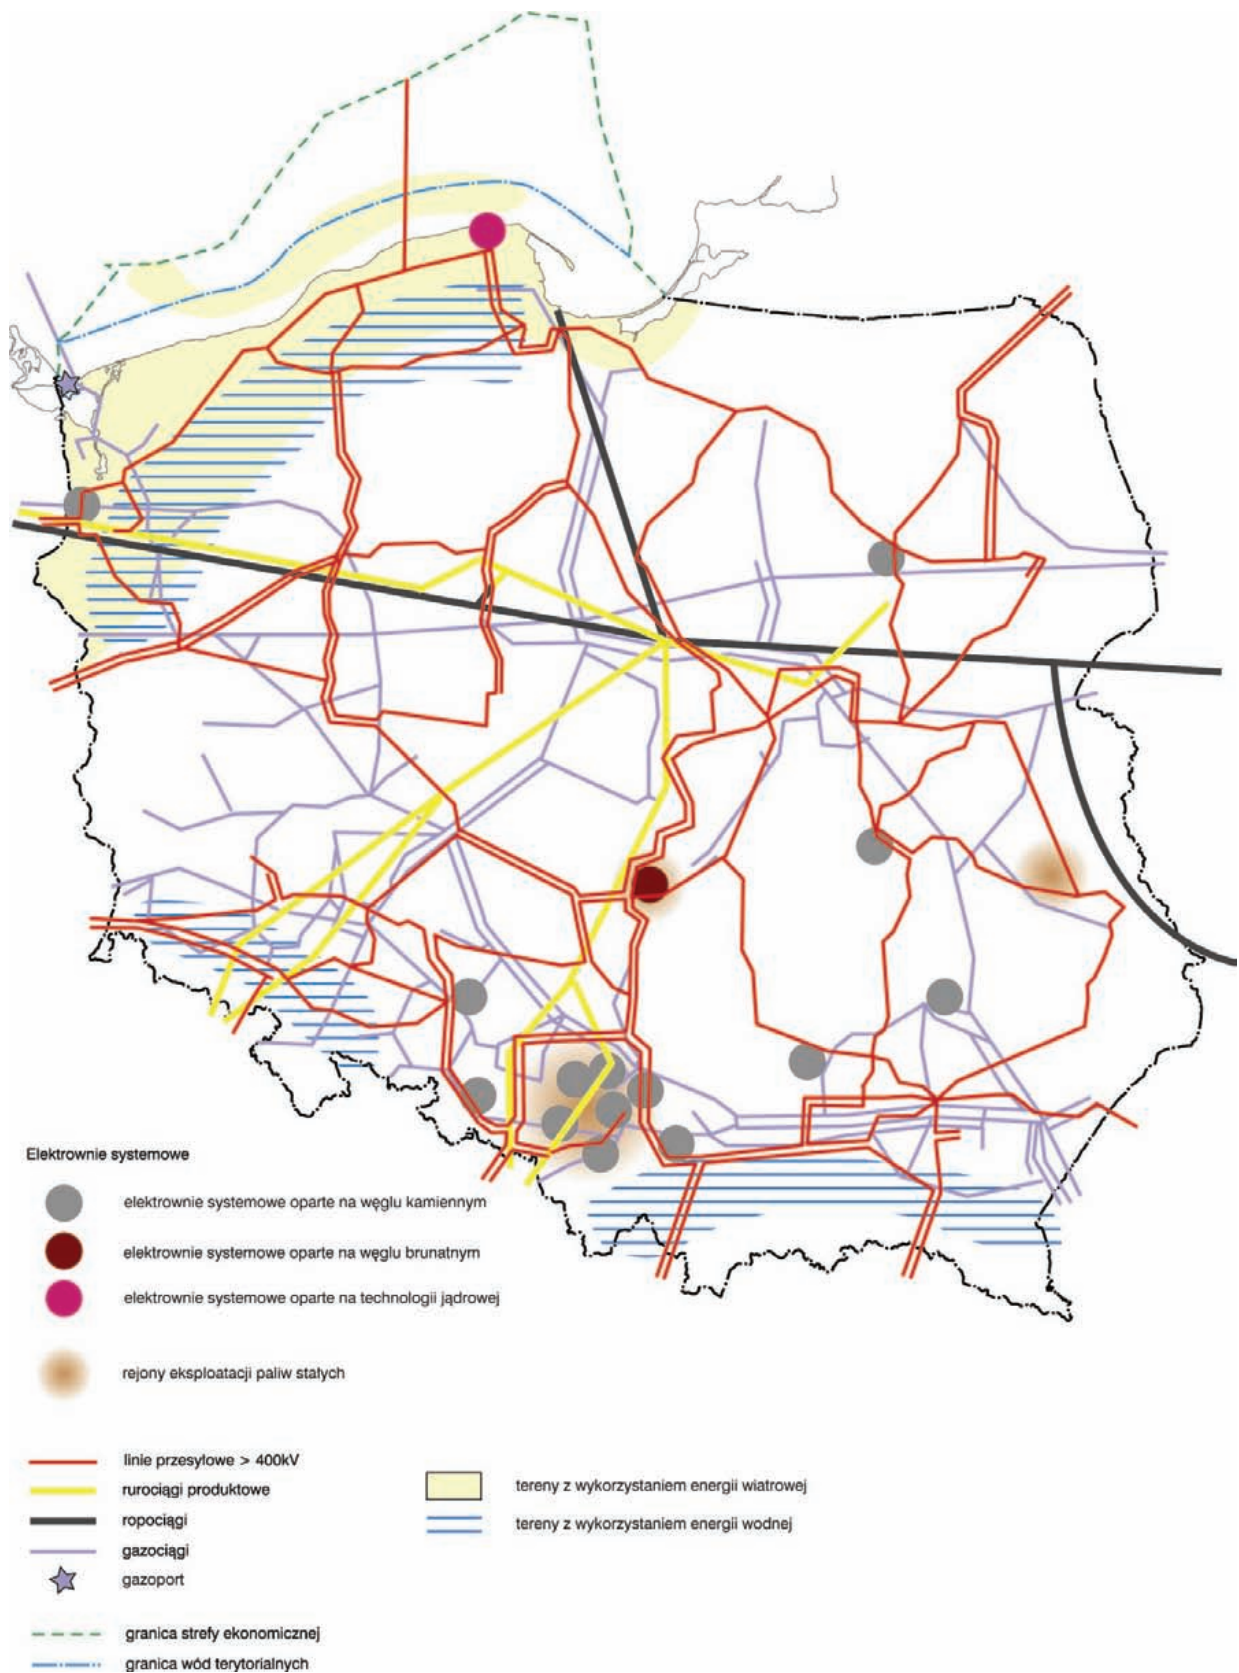 Elektrownie systemowe
elektrownie systemowe oparte na węglu kamiennym
elektrownie systemowe oparte na węglu brunatnym
elektrownie systemowe oparte na technologii jądrowej
rejony eksploatacji paliw stałych
linie przesyłowe > 400kV
rurociągi produktowe
ropociągi
gazociągi
gazoport
tereny z wykorzystaniem energii wiatrowej
tereny z wykorzystaniem energii wodnej
granica strefy ekonomicznej
granica wód terytorialnych